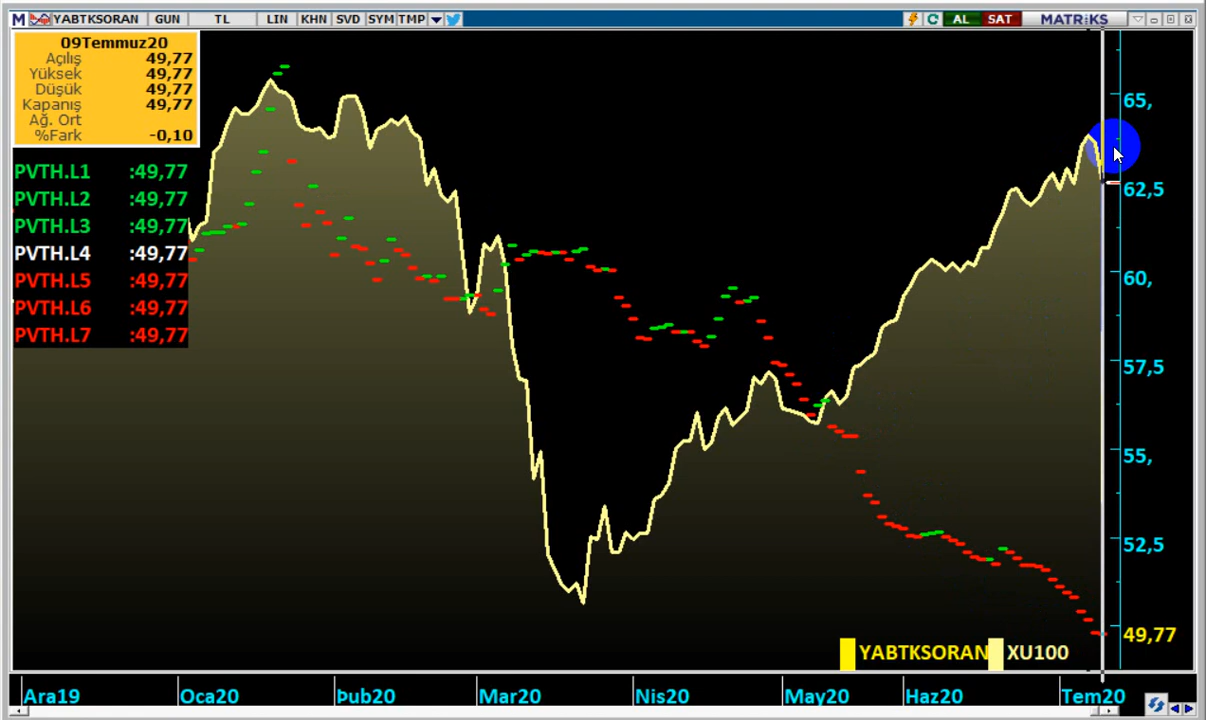 M YABTKSORAN GUN TL LIN KHN SVD SYM TMP AL SAT MATRiKS
09Temmuz20
Açılış 49,77
Yüksek 49,77
Düşük 49,77
Kapanış 49,77
Ağ. Ort
%Fark -0,10
PVTH.L1 :49,77
PVTH.L2 :49,77
PVTH.L3 :49,77
PVTH.L4 :49,77
PVTH.L5 :49,77
PVTH.L6 :49,77
PVTH.L7 :49,77
65,
62,5
60,
57,5
55,
52,5
49,77
YABTKSORAN XU100
Ara19 Oca20 Þub20 Mar20 Nis20 May20 Haz20 Tem20